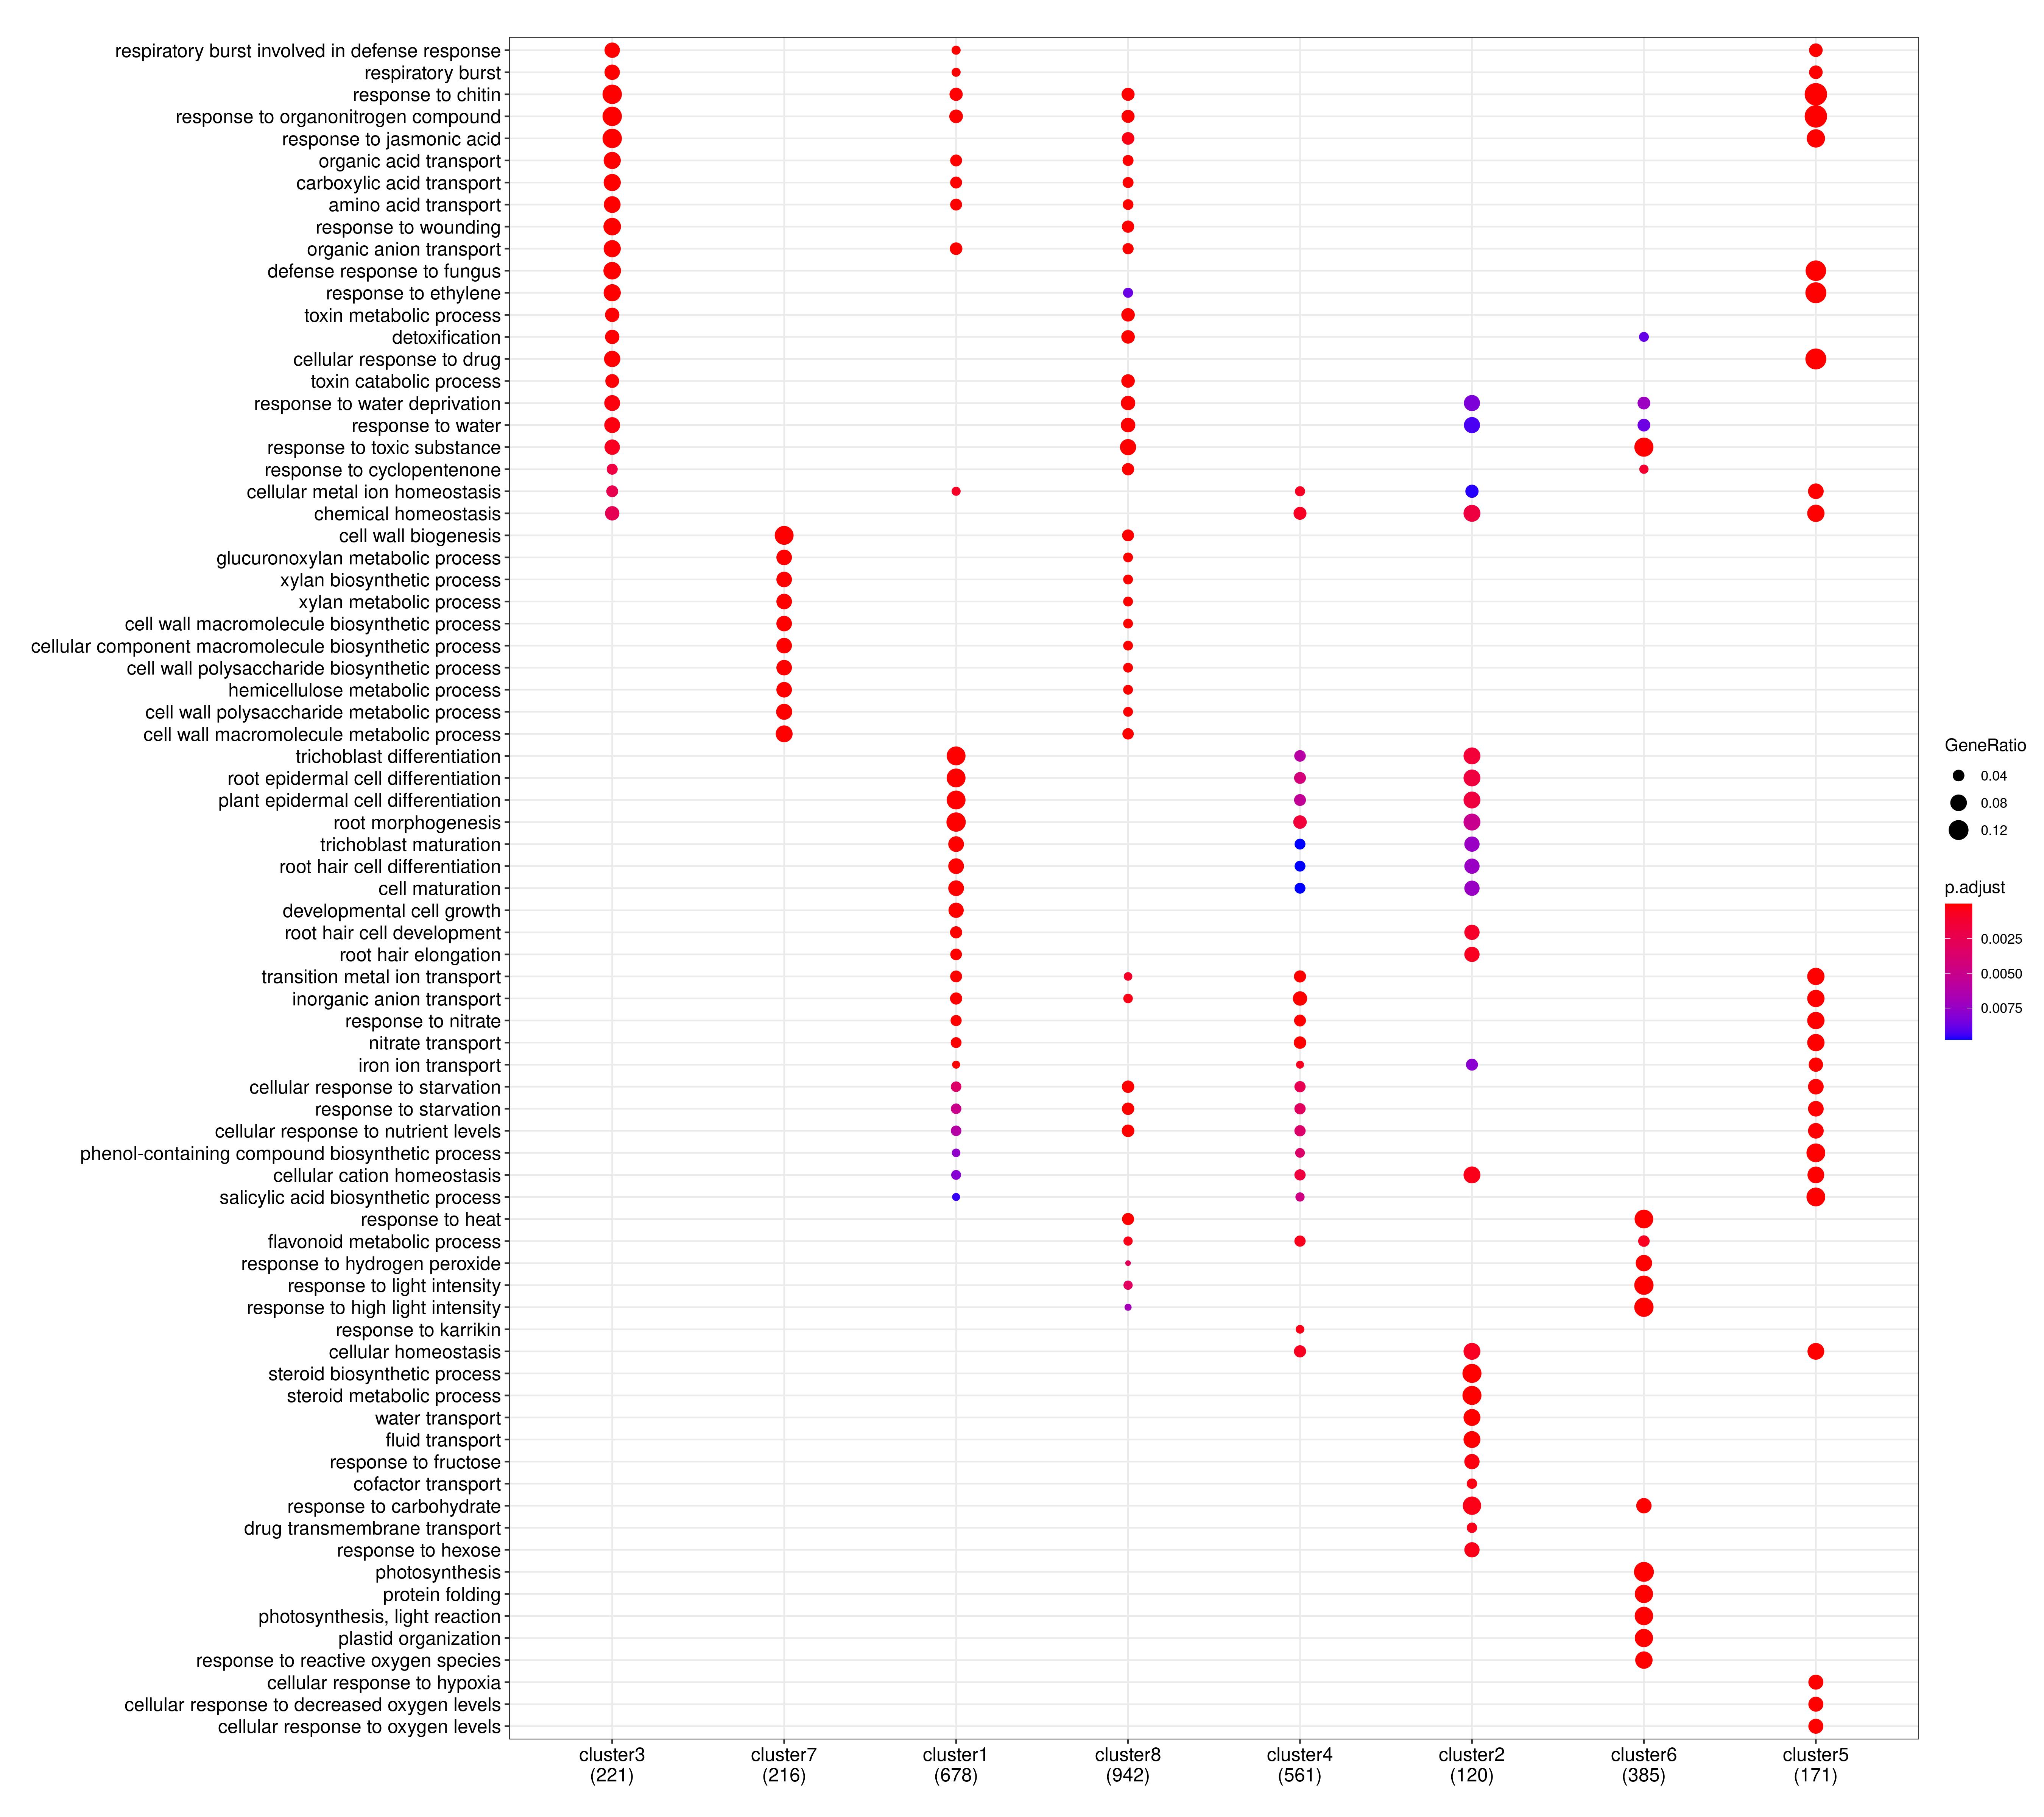 respiratory burst involved in defense response
respiratory burst
response to chitin
response to organonitrogen compound
response to jasmonic acid
organic acid transport
carboxylic acid transport
amino acid transport
response to wounding
organic anion transport
defense response to fungus
response to ethylene
toxin metabolic process
detoxification
cellular response to drug
toxin catabolic process
response to water deprivation
response to water
response to toxic substance
response to cyclopentenone
cellular metal ion homeostasis
chemical homeostasis
cell wall biogenesis
glucuronoxylan metabolic process
xylan biosynthetic process
xylan metabolic process
cell wall macromolecule biosynthetic process
cellular component macromolecule biosynthetic process
cell wall polysaccharide biosynthetic process
hemicellulose metabolic process
cell wall polysaccharide metabolic process
cell wall macromolecule metabolic process
trichoblast differentiation
root epidermal cell differentiation
plant epidermal cell differentiation
root morphogenesis
trichoblast maturation
root hair cell differentiation
cell maturation
developmental cell growth
root hair cell development
root hair elongation
transition metal ion transport
inorganic anion transport
response to nitrate
nitrate transport
iron ion transport
cellular response to starvation
response to starvation
cellular response to nutrient levels
phenol-containing compound biosynthetic process
cellular cation homeostasis
salicylic acid biosynthetic process
response to heat
flavonoid metabolic process
response to hydrogen peroxide
response to light intensity
response to high light intensity
response to karrikin
cellular homeostasis
steroid biosynthetic process
steroid metabolic process
water transport
fluid transport
response to fructose
cofactor transport
response to carbohydrate
drug transmembrane transport
response to hexose
photosynthesis
protein folding
photosynthesis, light reaction
plastid organization
response to reactive oxygen species
cellular response to hypoxia
cellular response to decreased oxygen levels
cellular response to oxygen levels
cluster3 cluster7 cluster1 cluster8 cluster4 cluster2 cluster6 cluster5
(221) (216) (678) (942) (561) (120) (385) (171)
GeneRatio
0.04
0.08
0.12
p.adjust
0.0025
0.0050
0.0075